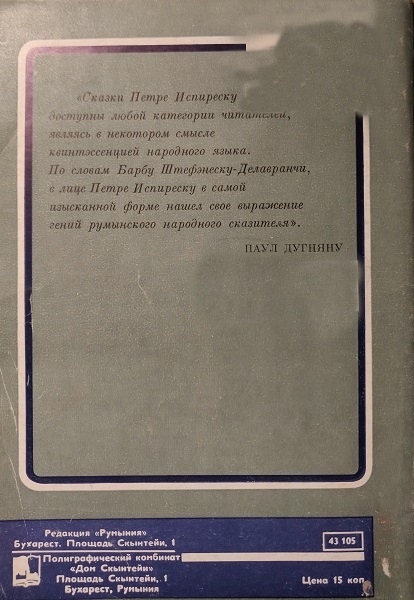 «Сказки Петре Испиреску
доступны любой категории читателей,
являясь в некотором смысле
квинтэссенцией народного языка.
По словам Барбу Штефэнеску-Делавранчи,
в лице Петре Испиреску в самой
изысканной форме нашел свое выражение
гений румынского народного сказителя».
ПАУЛ ДУГНЯНУ
Редакция «Румыния»
Бухарест. Площадь Скынтейи, 1
Полиграфический комбинат
«Дом Скынтейи»
Площадь Скынтейи, 1
Бухарест, Румыния
43 105
Цена 15 коп